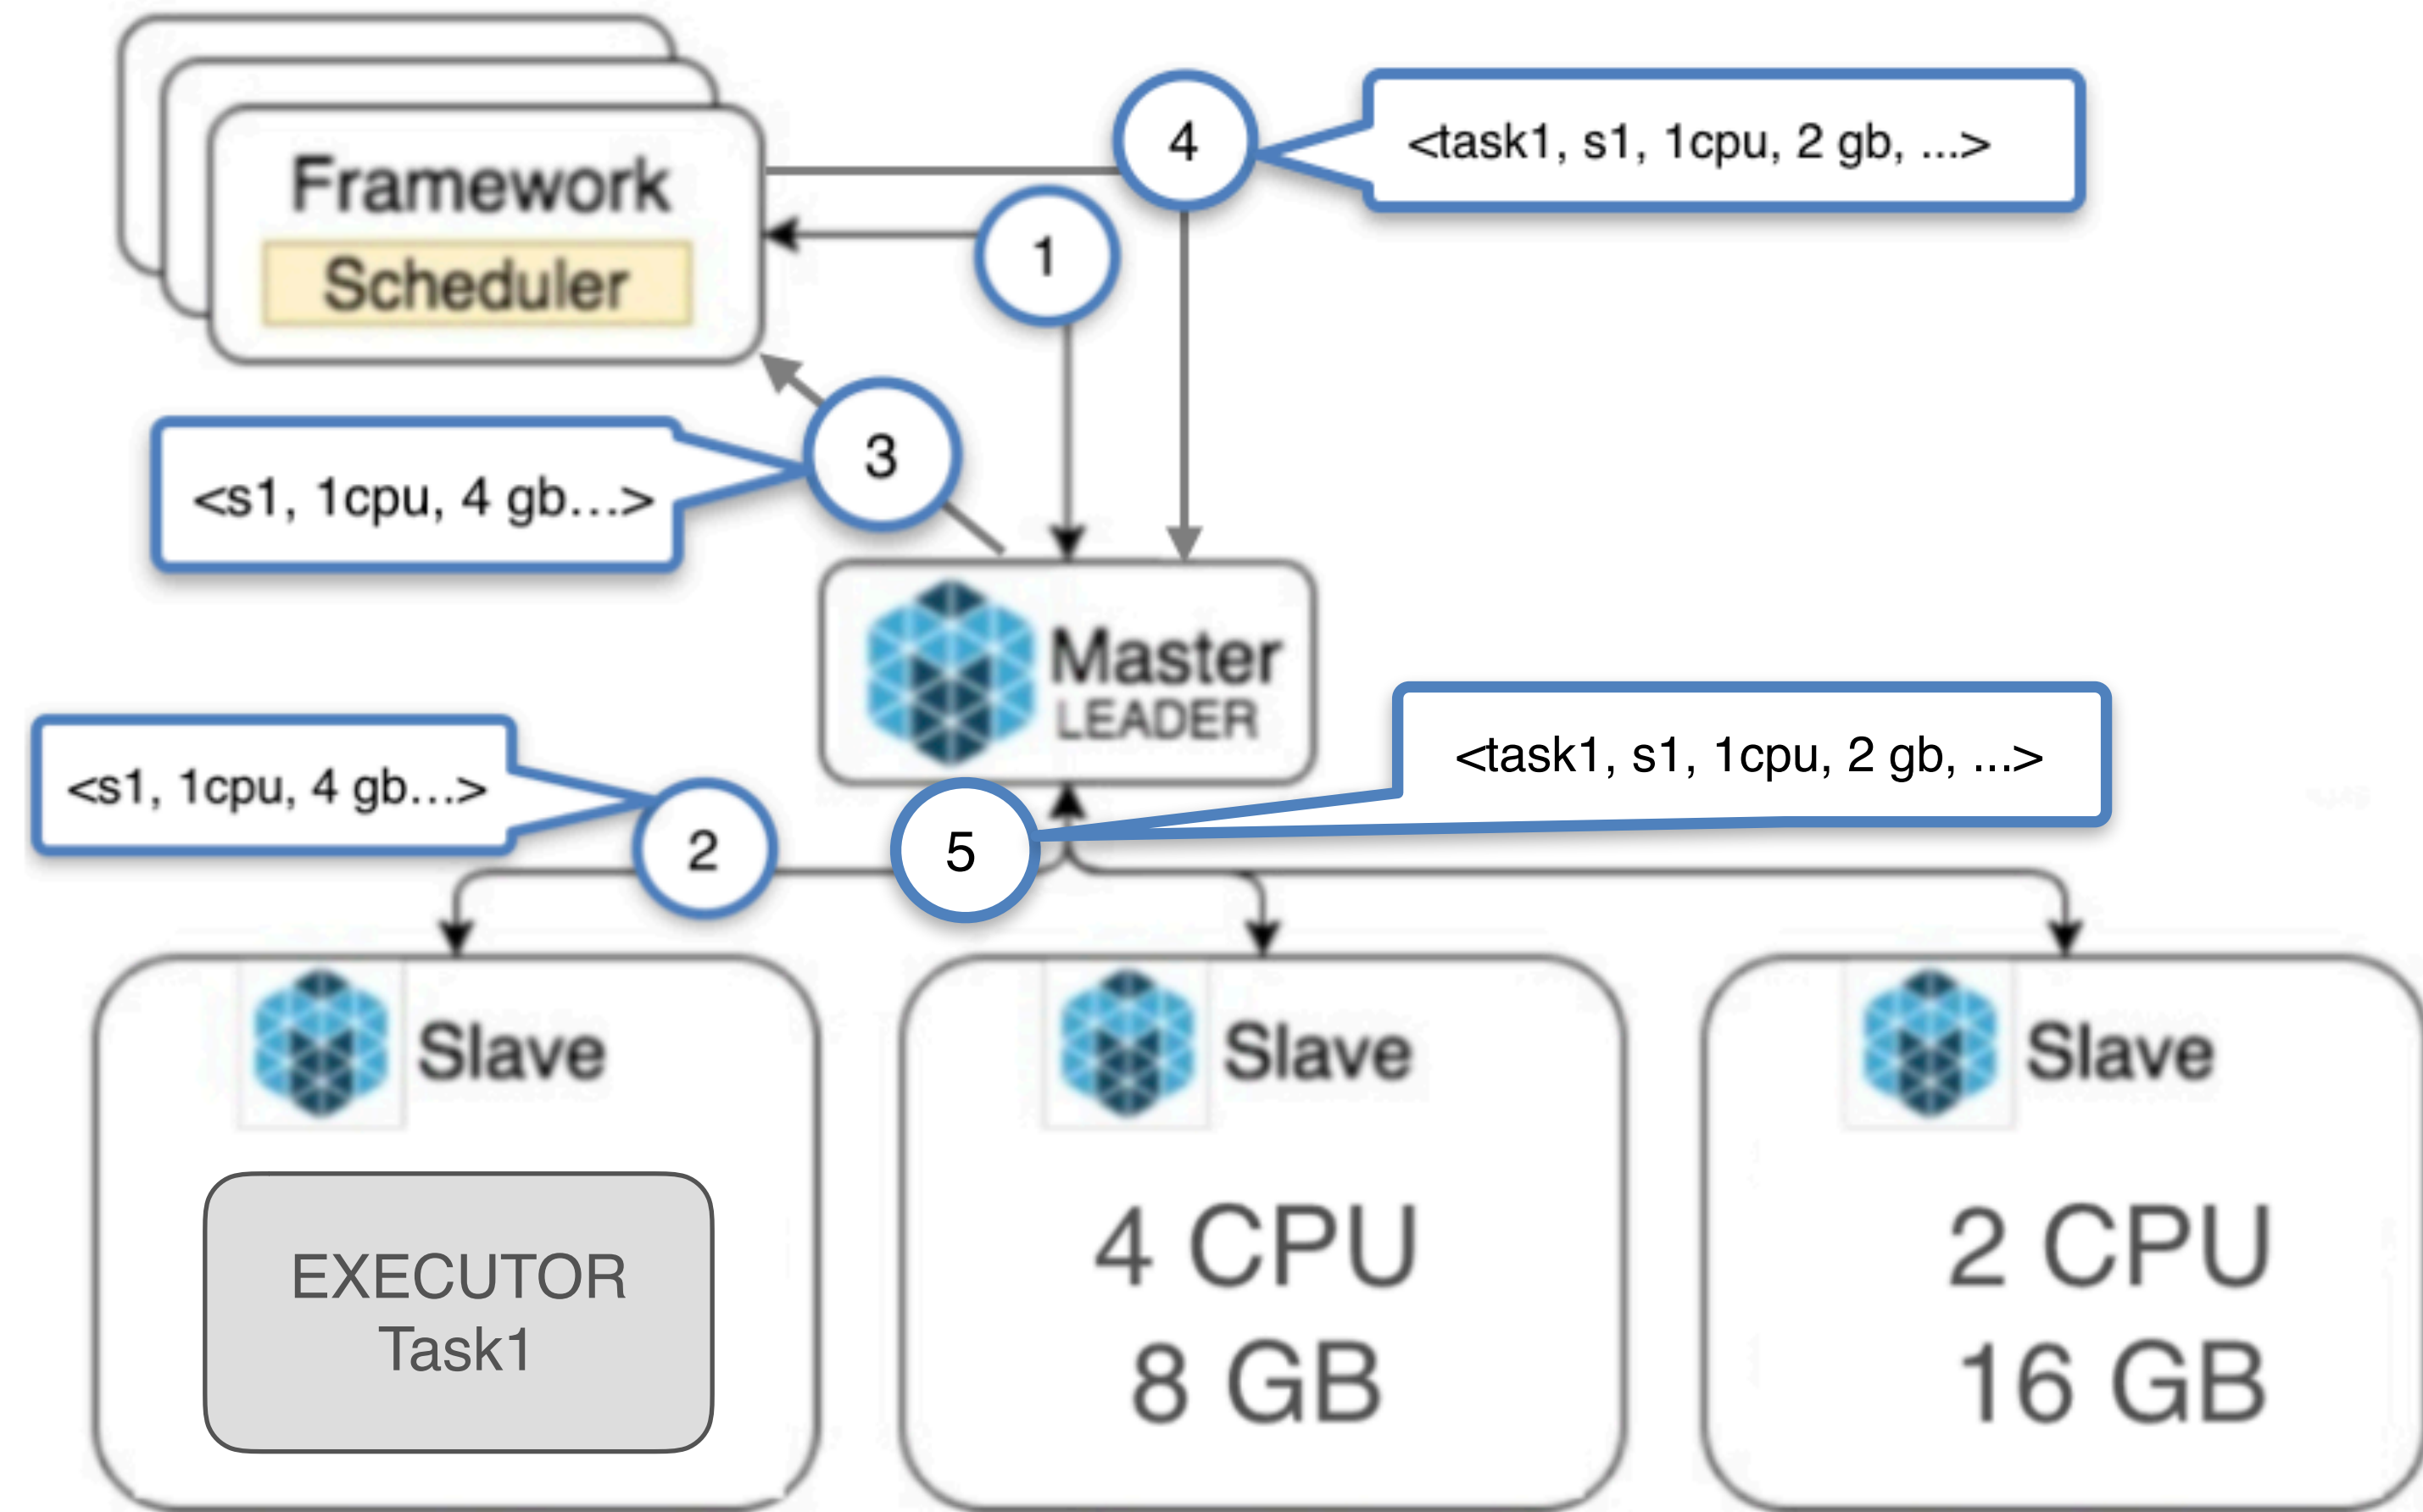 <task1, s1, 1cpu, 2 gb, ...>
4
Framework
Scheduler
1
3
<s1, 1cpu, 4 gb...>
Master
LEADER
<task1, s1, 1cpu, 2 gb, ...>
<s1, 1cpu, 4 gb...>
2
5
Slave
EXECUTOR
Task1
Slave
4 CPU
8 GB
Slave
2 CPU
16 GB